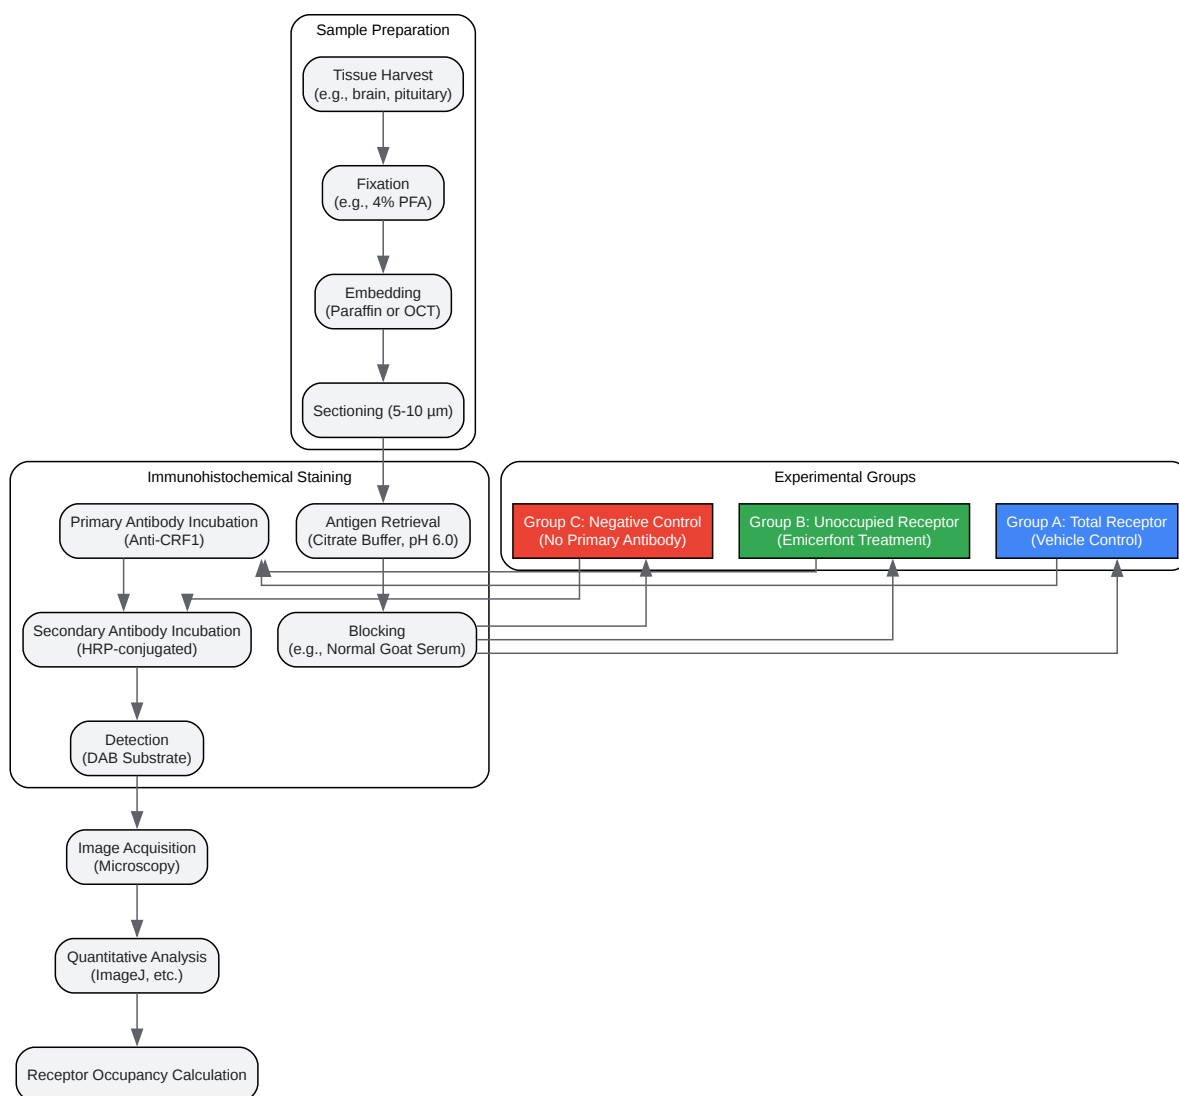 Sample Preparation
Tissue Harvest
(e.g., brain, pituitary)
Fixation
(e.g., 4% PFA)
Embedding
(Paraffin or OCT)
Sectioning (5-10 µm)
Immunohistochemical Staining
Experimental Groups
Primary Antibody Incubation
(Anti-CRF1)
Antigen Retrieval
(Citrate Buffer, pH 6.0)
Group C: Negative Control
(No Primary Antibody)
Group B: Unoccupied Receptor
(Emicerfont Treatment)
Group A: Total Receptor
(Vehicle Control)
Secondary Antibody Incubation
(HRP-conjugated)
Blocking
(e.g., Normal Goat Serum)
Detection
(DAB Substrate)
Image Acquisition
(Microscopy)
Quantitative Analysis
(ImageJ, etc.)
Receptor Occupancy Calculation